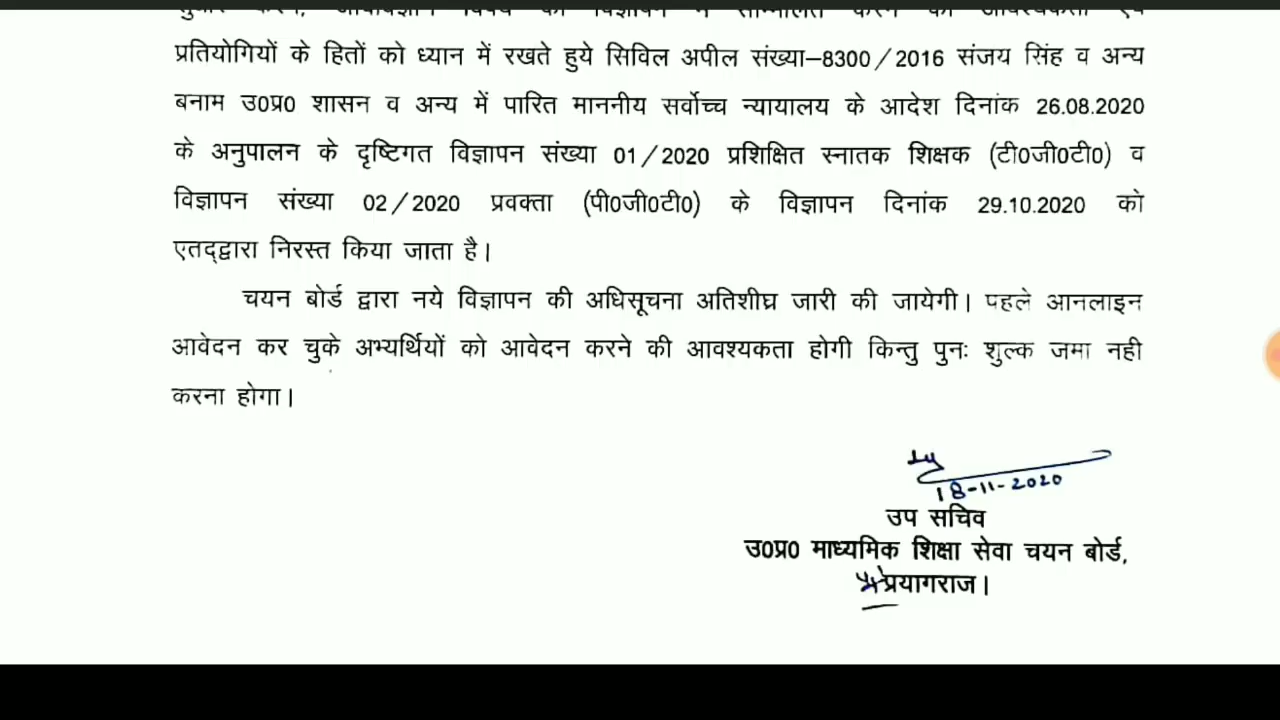 प्रतियोगियों के हितों को ध्यान में रखते हुये सिविल अपील संख्या–8300/2016 संजय सिंह व अन्य
बनाम उ0प्र0 शासन व अन्य में पारित माननीय सर्वोच्च न्यायालय के आदेश दिनांक 26.08.2020
के अनुपालन के दृष्टिगत विज्ञापन संख्या 01/2020 प्रशिक्षित स्नातक शिक्षक (टी0जी0टी0) व
विज्ञापन संख्या 02/2020 प्रवक्ता (पी0जी0टी0) के विज्ञापन दिनांक 29.10.2020 को
एतद्द्वारा निरस्त किया जाता है।
चयन बोर्ड द्वारा नये विज्ञापन की अधिसूचना अतिशीघ्र जारी की जायेगी। पहले आनलाइन
आवेदन कर चुके अभ्यर्थियों को आवेदन करने की आवश्यकता होगी किन्तु पुनः शुल्क जमा नही
करना होगा।
18-11-2020
उप सचिव
उ0प्र0 माध्यमिक शिक्षा सेवा चयन बोर्ड,
प्रयागराज।